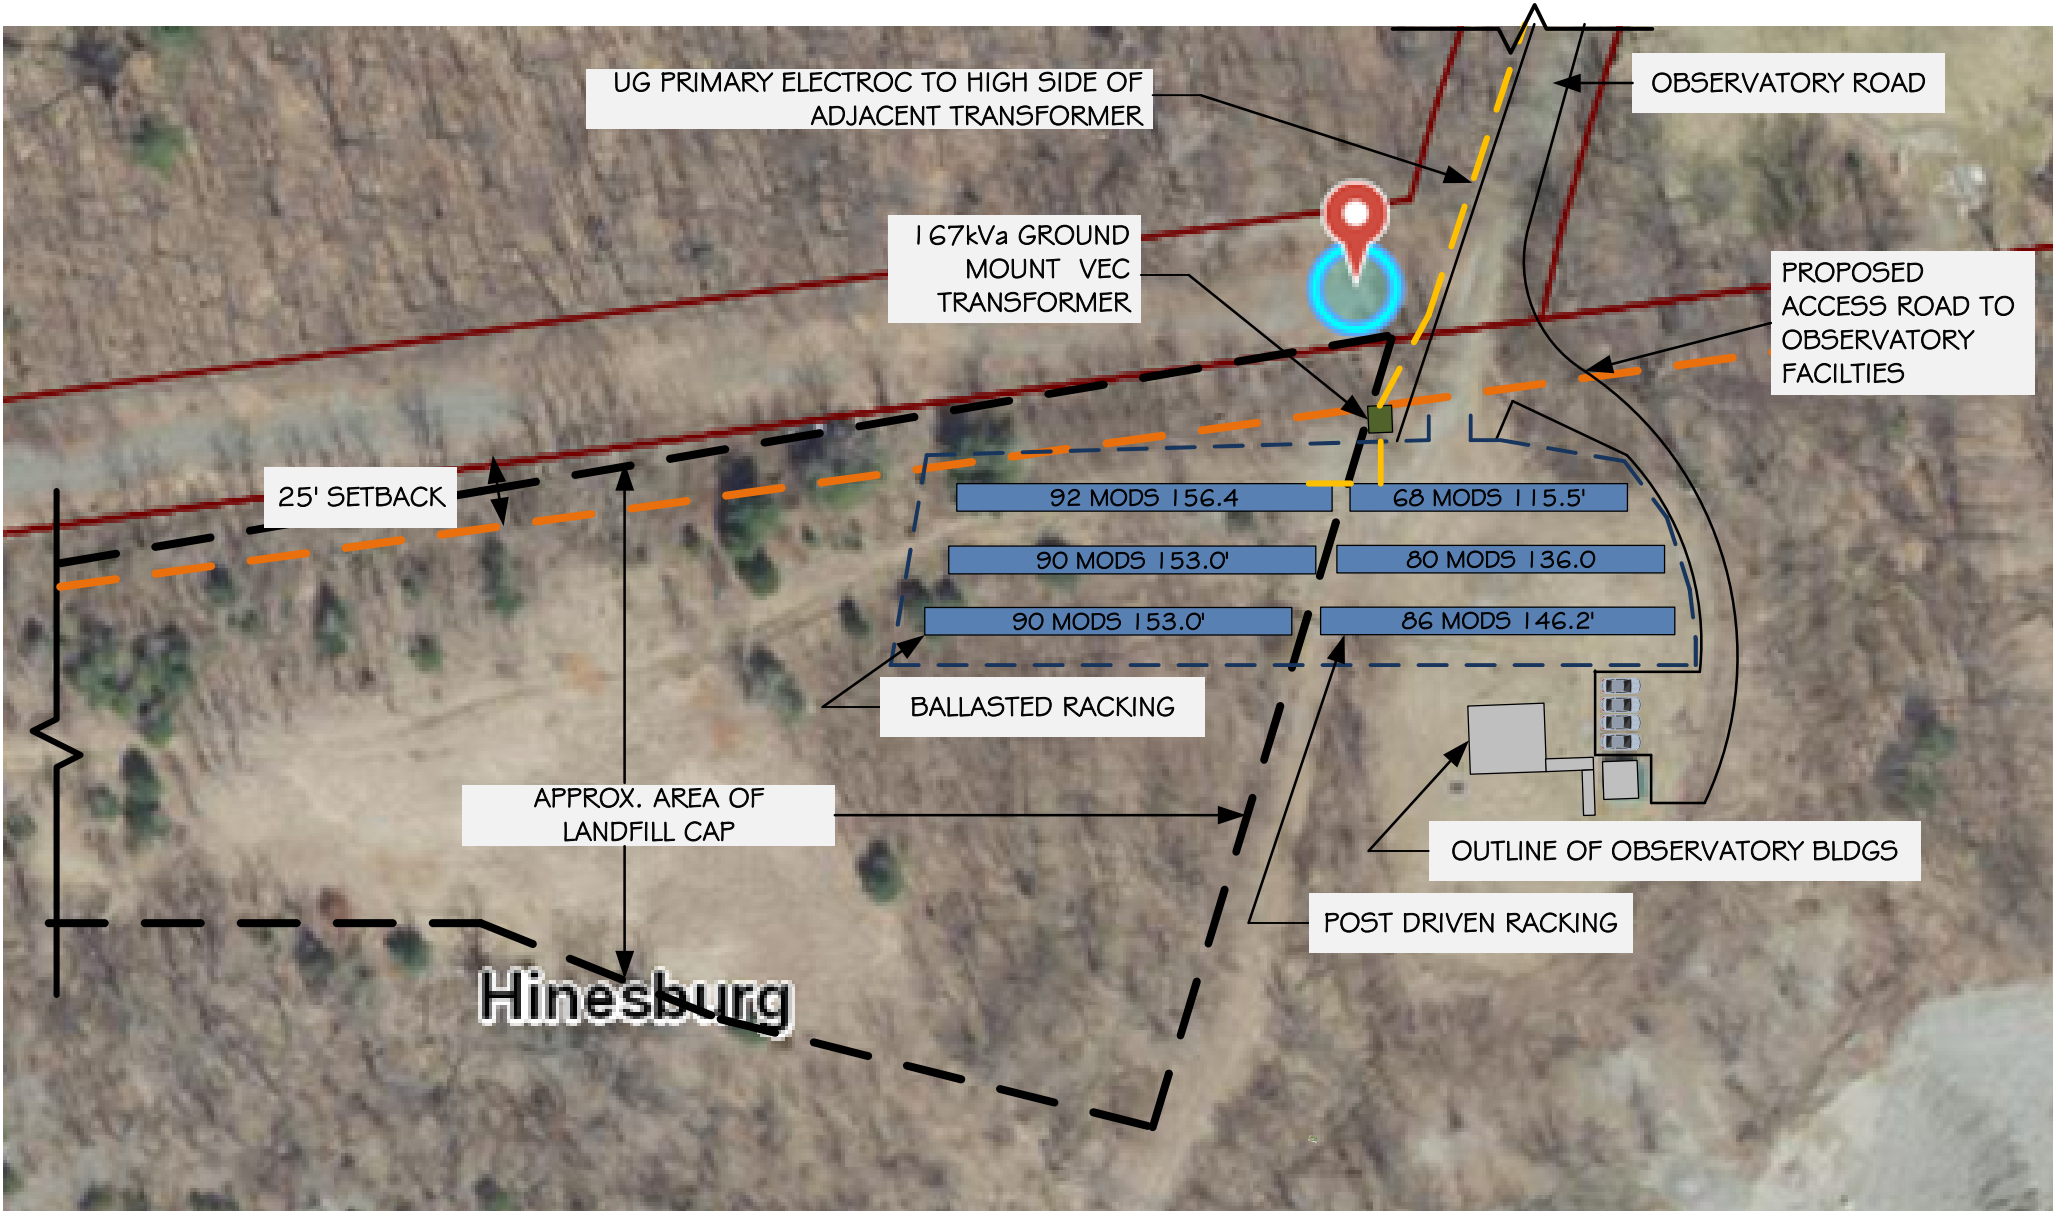 UG PRIMARY ELECTROC TO HIGH SIDE OF
ADJACENT TRANSFORMER
OBSERVATORY ROAD
167kVa GROUND
MOUNT VEC
TRANSFORMER
PROPOSED
ACCESS ROAD TO
OBSERVATORY
FACILTIES
25' SETBACK
92 MODS 156.4
68 MODS 115.5'
90 MODS 153.0'
80 MODS 136.0
90 MODS 153.0'
86 MODS 146.2'
BALLASTED RACKING
APPROX. AREA OF
LANDFILL CAP
OUTLINE OF OBSERVATORY BLDGS
POST DRIVEN RACKING
Hinesburg